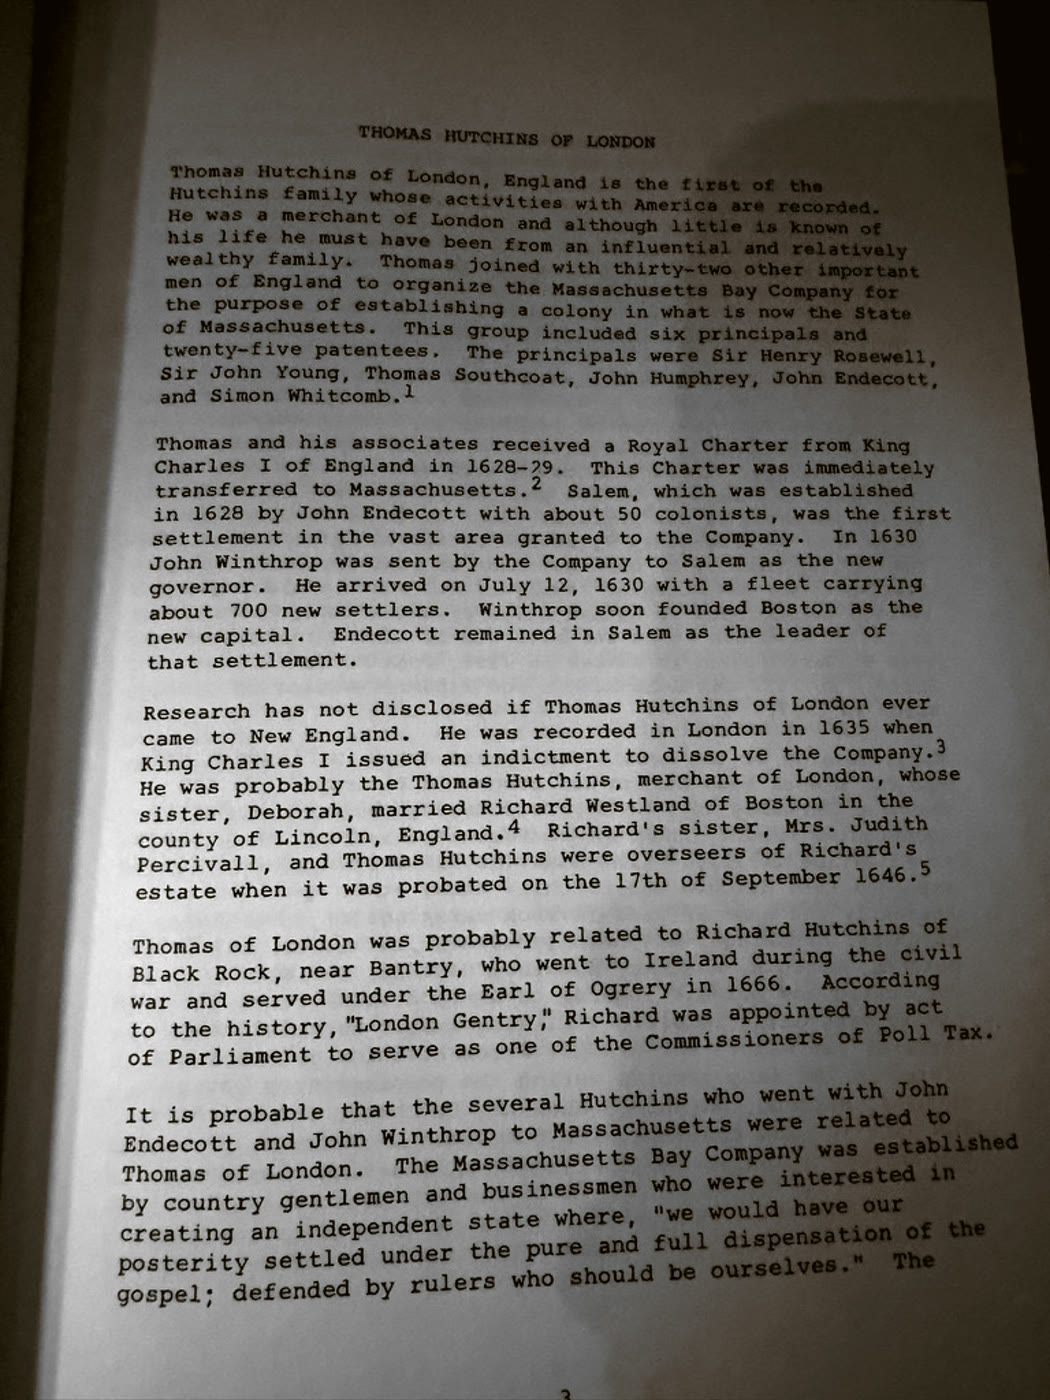 THOMAS HUTCHINS OF LONDON
Thomas Hutchins of London, England is the first of the
Hutchins family whose activities with America are recorded.
He was a merchant of London and although little is known of
his life he must have been from an influential and relatively
wealthy family. Thomas joined with thirty-two other important
men of England to organize the Massachusetts Bay Company for
the purpose of establishing a colony in what is now the State
of Massachusetts. This group included six principals and
twenty-five patentees. The principals were Sir Henry Rosewell,
Sir John Young, Thomas Southcoat, John Humphrey, John Endecott,
and Simon Whitcomb.1
Thomas and his associates received a Royal Charter from King
Charles I of England in 1628-29. This Charter was immediately
transferred to Massachusetts.2 Salem, which was established
in 1628 by John Endecott with about 50 colonists, was the first
settlement in the vast area granted to the Company. In 1630
John Winthrop was sent by the Company to Salem as the new
governor. He arrived on July 12, 1630 with a fleet carrying
about 700 new settlers. Winthrop soon founded Boston as the
new capital. Endecott remained in Salem as the leader of
that settlement.
Research has not disclosed if Thomas Hutchins of London ever
came to New England. He was recorded in London in 1635 when
King Charles I issued an indictment to dissolve the Company.3
He was probably the Thomas Hutchins, merchant of London, whose
sister, Deborah, married Richard Westland of Boston in the
county of Lincoln, England.4 Richard's sister, Mrs. Judith
Percivall, and Thomas Hutchins were overseers of Richard's
estate when it was probated on the 17th of September 1646.5
Thomas of London was probably related to Richard Hutchins of
Black Rock, near Bantry, who went to Ireland during the civil
war and served under the Earl of Ogrery in 1666. According
to the history, "London Gentry," Richard was appointed by act
of Parliament to serve as one of the Commissioners of Poll Tax.
It is probable that the several Hutchins who went with John
Endecott and John Winthrop to Massachusetts were related to
Thomas of London. The Massachusetts Bay Company was established
by country gentlemen and businessmen who were interested in
creating an independent state where, "we would have our
posterity settled under the pure and full dispensation of the
gospel; defended by rulers who should be ourselves." The
3